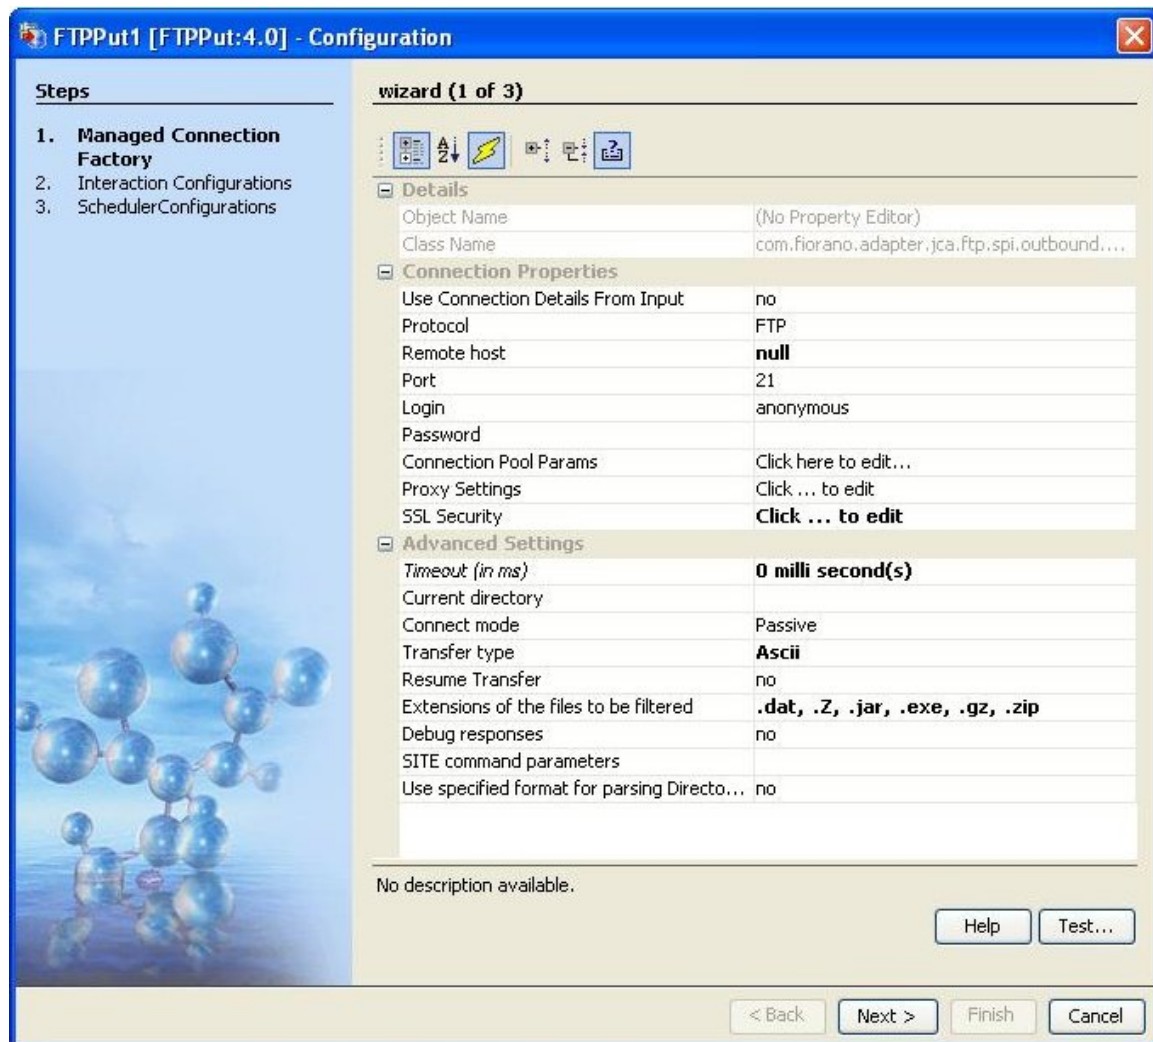 FTPPut1 [FTPPut:4.0] - Configuration
Steps
1. Managed Connection
Factory
2. Interaction Configurations
3. SchedulerConfigurations
wizard (1 of 3)
Details
Object Name (No Property Editor)
Class Name com.fiorano.adapter.jca.ftp.spi.outbound....
Connection Properties
Use Connection Details From Input no
Protocol FTP
Remote host null
Port 21
Login anonymous
Password
Connection Pool Params Click here to edit...
Proxy Settings Click ... to edit
SSL Security Click ... to edit
Advanced Settings
Timeout (in ms) 0 milli second(s)
Current directory
Connect mode Passive
Transfer type Ascii
Resume Transfer no
Extensions of the files to be filtered .dat, .Z, .jar, .exe, .gz, .zip
Debug responses no
SITE command parameters
Use specified format for parsing Directo... no
No description available.
Help Test...
< Back Next > Finish Cancel